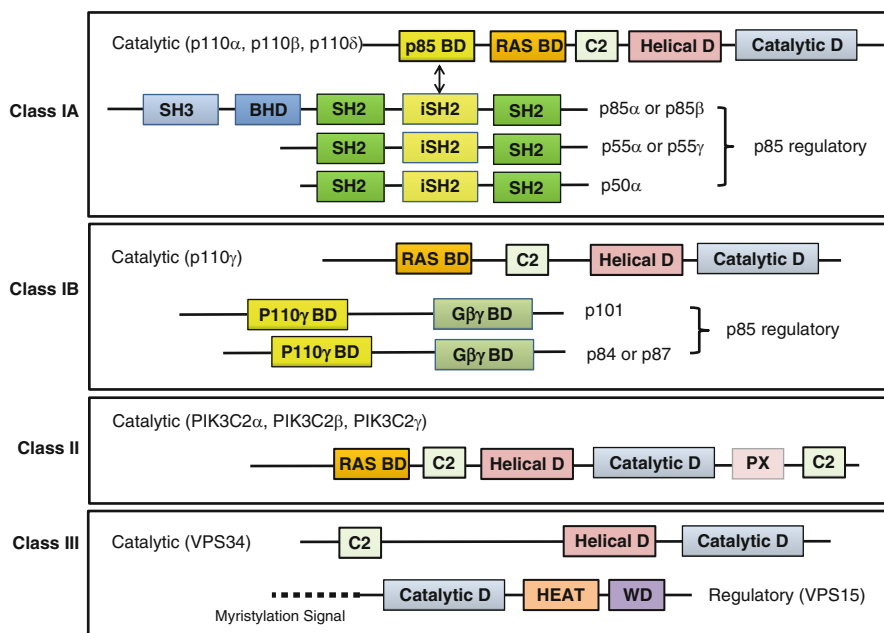 Catalytic (p110α, p110β, p110δ)
p85 BD
RAS BD
C2
Helical D
Catalytic D
Class IA
SH3
BHD
SH2
iSH2
SH2
p85α or p85β
SH2
iSH2
SH2
p55α or p55γ
p85 regulatory
SH2
iSH2
SH2
p50α
Class IB
Catalytic (p110γ)
RAS BD
C2
Helical D
Catalytic D
P110γ BD
Gβγ BD
p101
p85 regulatory
P110γ BD
Gβγ BD
p84 or p87
Class II
Catalytic (PIK3C2α, PIK3C2β, PIK3C2γ)
RAS BD
C2
Helical D
Catalytic D
PX
C2
Class III
Catalytic (VPS34)
C2
Helical D
Catalytic D
Myristylation Signal
Catalytic D
HEAT
WD
Regulatory (VPS15)